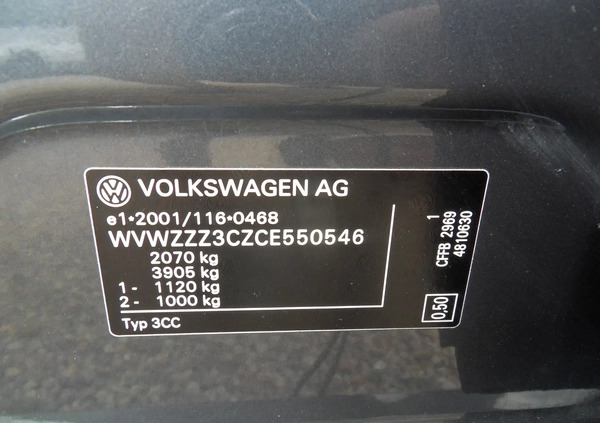 VOLKSWAGEN AG
e1*2001/116*0468
WVWZZZ3CZCE550546
2070 kg
3905 kg
1- 1120 kg
2- 1000 kg
Typ 3CC
1
CFFB 2969
4810630
0,50